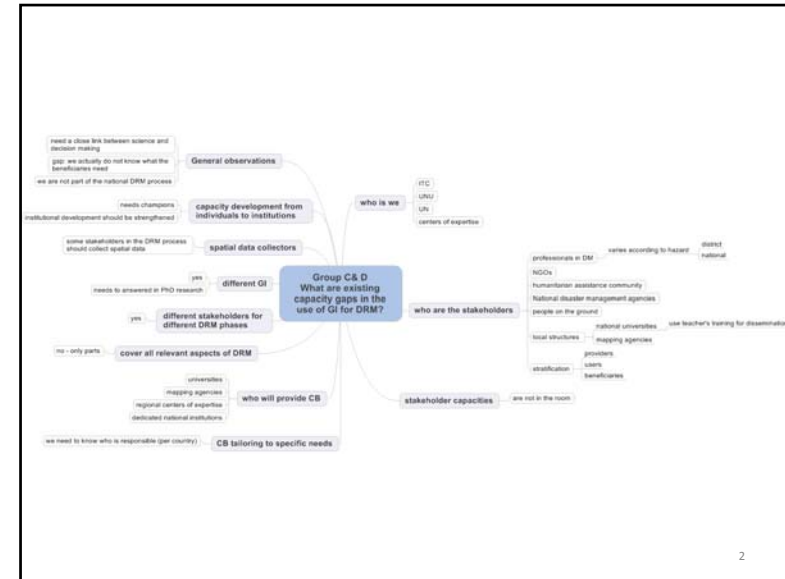 need a close link between science and
decision making
gap: we actually do not know what the
beneficiaries need
we are not part of the national DRM process
General observations
needs champions
institutional development should be strengthened
capacity development from
individuals to institutions
some stakeholders in the DRM process
should collect spatial data
spatial data collectors
yes
needs to answered in PhD research
different GI
yes
different stakeholders for
different DRM phases
no - only parts
cover all relevant aspects of DRM
universities
mapping agencies
regional centers of expertise
dedicated national institutions
who will provide CB
we need to know who is responsible (per country)
CB tailoring to specific needs
Group C& D
What are existing
capacity gaps in the
use of GI for DRM?
who is we
ITC
UNU
UN
centers of expertise
who are the stakeholders
professionals in DM
varies according to hazard
district
national
NGOs
humanitarian assistance community
National disaster management agencies
people on the ground
local structures
national universities
use teacher's training for dissemination
mapping agencies
stratification
providers
users
beneficiaries
stakeholder capacities
are not in the room
2